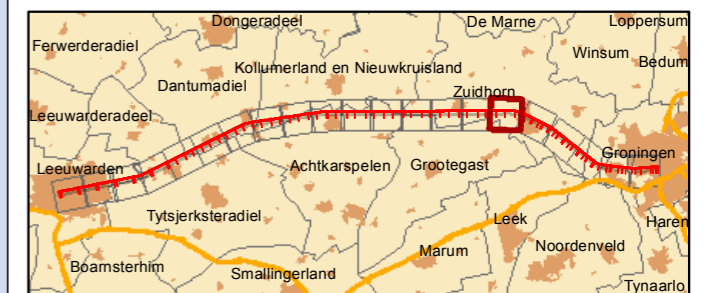 Dongeradeel
De Marne
Loppersum
Ferwerderadiel
Winsum
Bedum
Kollumerland en Nieuwkruisland
Dantumadiel
Zuidhorn
Leeuwarderadeel
Groningen
Leeuwarden
Achtkarspelen
Grootegast
Tytsjerksteradiel
Leek
Haren
Noordenveld
Marum
Boarnsterhim
Smallingerland
Tynaarlo